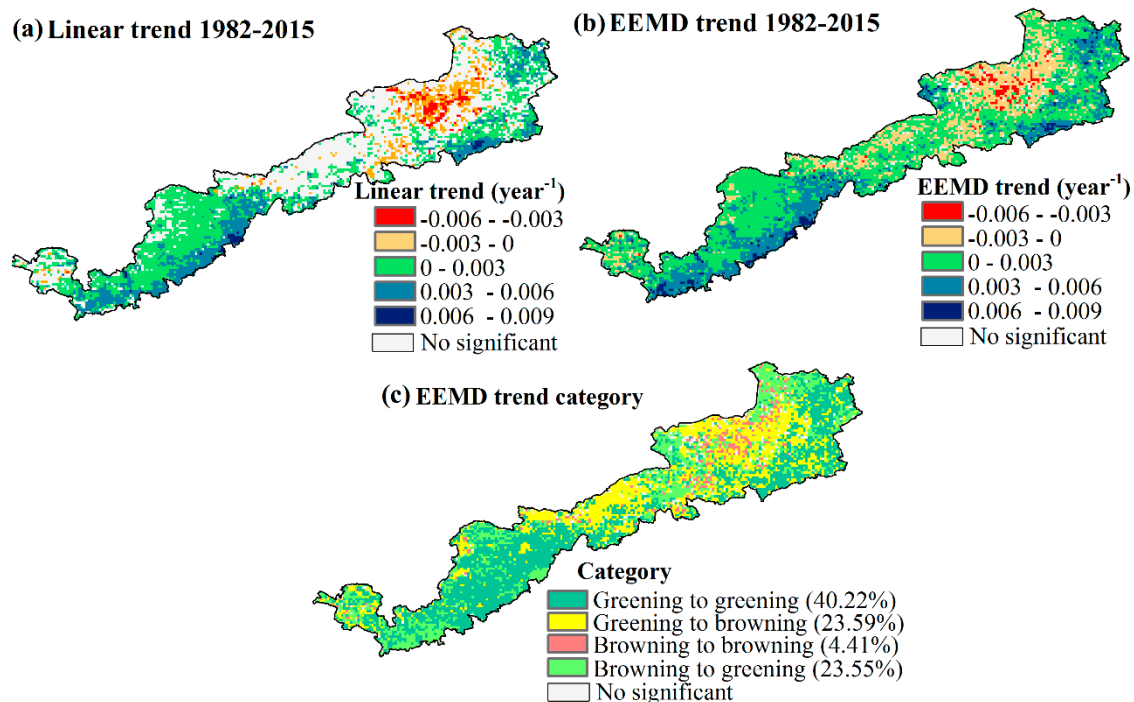 (a) Linear trend 1982-2015
Linear trend (year⁻¹)
-0.006 - -0.003
-0.003 - 0
0 - 0.003
0.003 - 0.006
0.006 - 0.009
No significant
(b) EEMD trend 1982-2015
EEMD trend (year⁻¹)
-0.006 - -0.003
-0.003 - 0
0 - 0.003
0.003 - 0.006
0.006 - 0.009
No significant
(c) EEMD trend category
Category
Greening to greening (40.22%)
Greening to browning (23.59%)
Browning to browning (4.41%)
Browning to greening (23.55%)
No significant